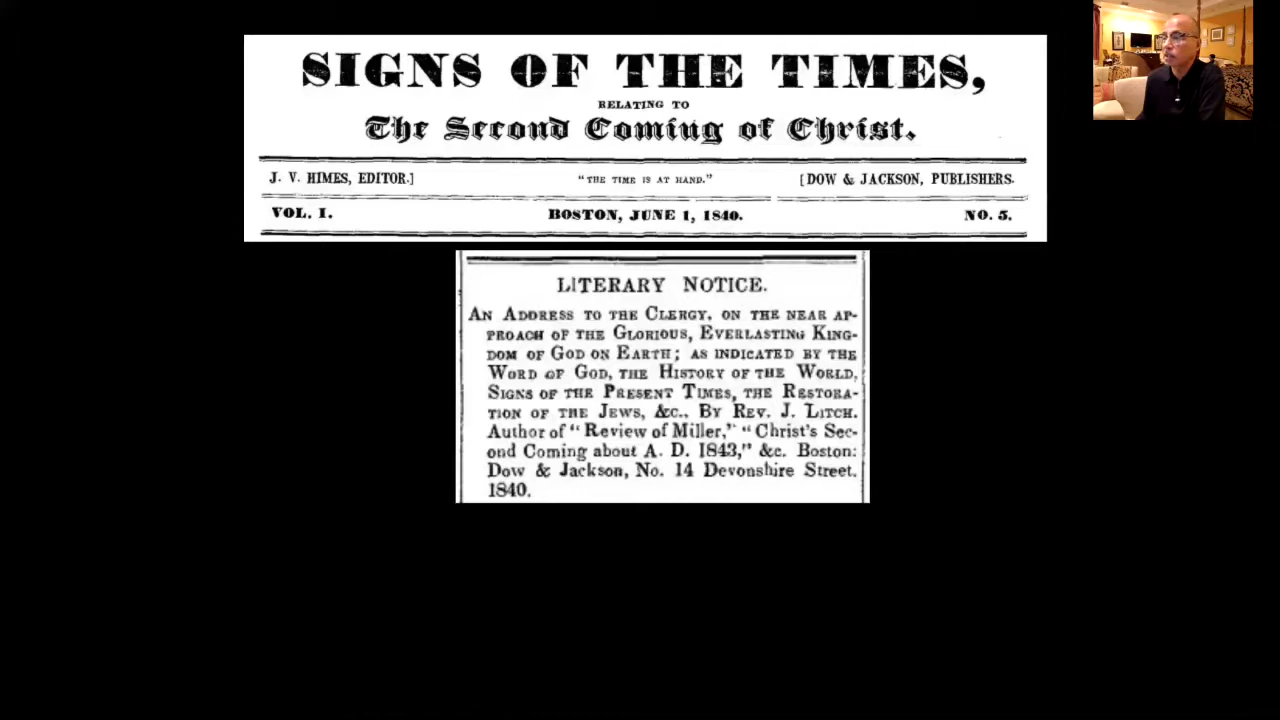 SIGNS OF THE TIMES,
RELATING TO
The Second Coming of Christ.
J. V. HIMES, EDITOR.] "THE TIME IS AT HAND." [DOW & JACKSON, PUBLISHERS.
VOL. I. BOSTON, JUNE 1, 1840. NO. 5.
LITERARY NOTICE.
AN ADDRESS TO THE CLERGY, ON THE NEAR AP-
PROACH OF THE GLORIOUS, EVERLASTING KING-
DOM OF GOD ON EARTH; AS INDICATED BY THE
WORD OF GOD, THE HISTORY OF THE WORLD,
SIGNS OF THE PRESENT TIMES, THE RESTORA-
TION OF THE JEWS, &C., BY REV. J. LITCH.
Author of "Review of Miller," "Christ's Sec-
ond Coming about A. D. 1843," &c. Boston:
Dow & Jackson, No. 14 Devonshire Street.
1840.